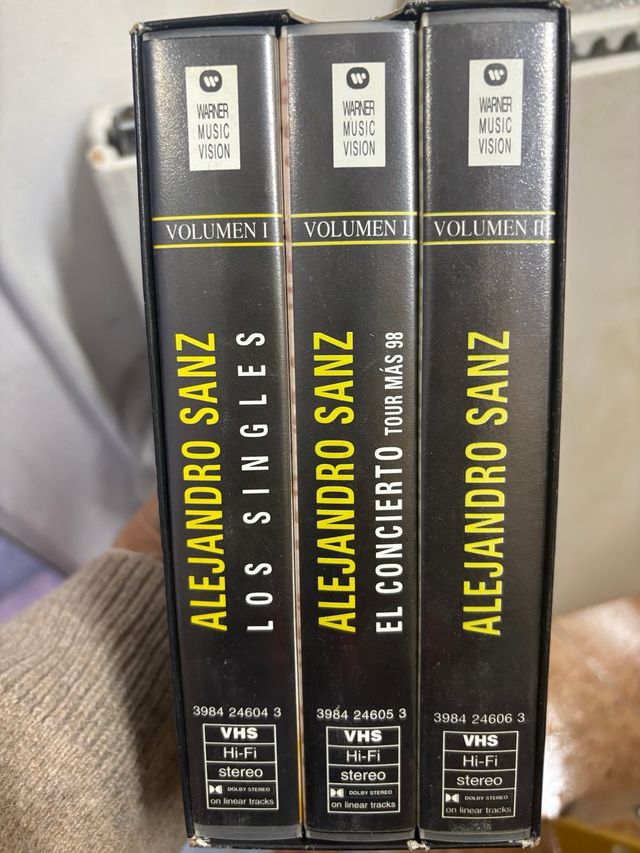 WARNER
MUSIC
VISION
VOLUMEN I
ALEJANDRO SANZ
LOS SINGLES
3984 24604 3
VHS
Hi-Fi
stereo
DOLBY STEREO
on linear tracks
WARNER
MUSIC
VISION
VOLUMEN II
ALEJANDRO SANZ
EL CONCIERTO TOUR MÁS 98
3984 24605 3
VHS
Hi-Fi
stereo
DOLBY STEREO
on linear tracks
WARNER
MUSIC
VISION
VOLUMEN III
ALEJANDRO SANZ
3984 24606 3
VHS
Hi-Fi
stereo
DOLBY STEREO
on linear tracks